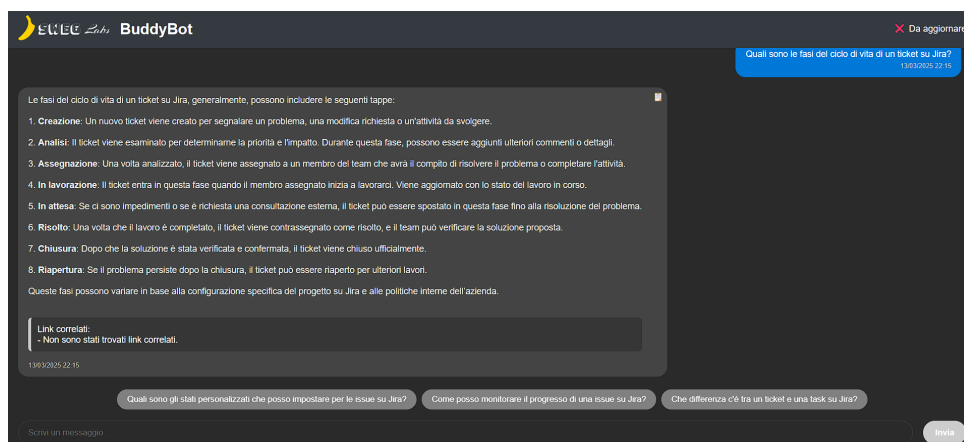 SWEG Labs BuddyBot
Da aggiornare
Quali sono le fasi del ciclo di vita di un ticket su Jira?
13/03/2025 22:15
Le fasi del ciclo di vita di un ticket su Jira, generalmente, possono includere le seguenti tappe:
1. Creazione: Un nuovo ticket viene creato per segnalare un problema, una modifica richiesta o un'attività da svolgere.
2. Analisi: Il ticket viene esaminato per determinarne la priorità e l'impatto. Durante questa fase, possono essere aggiunti ulteriori commenti o dettagli.
3. Assegnazione: Una volta analizzato, il ticket viene assegnato a un membro del team che avrà il compito di risolvere il problema o completare l'attività.
4. In lavorazione: Il ticket entra in questa fase quando il membro assegnato inizia a lavorarci. Viene aggiornato con lo stato del lavoro in corso.
5. In attesa: Se ci sono impedimenti o se è richiesta una consultazione esterna, il ticket può essere spostato in questa fase fino alla risoluzione del problema.
6. Risolto: Una volta che il lavoro è completato, il ticket viene contrassegnato come risolto, e il team può verificare la soluzione proposta.
7. Chiusura: Dopo che la soluzione è stata verificata e confermata, il ticket viene chiuso ufficialmente.
8. Riapertura: Se il problema persiste dopo la chiusura, il ticket può essere riaperto per ulteriori lavori.
Queste fasi possono variare in base alla configurazione specifica del progetto su Jira e alle politiche interne dell'azienda.
Link correlati:
- Non sono stati trovati link correlati.
13/03/2025 22:15
Quali sono gli stati personalizzati che posso impostare per le issue su Jira?
Come posso monitorare il progresso di una issue su Jira?
Che differenza c'è tra un ticket e una task su Jira?
Scrivi un messaggio
Invia